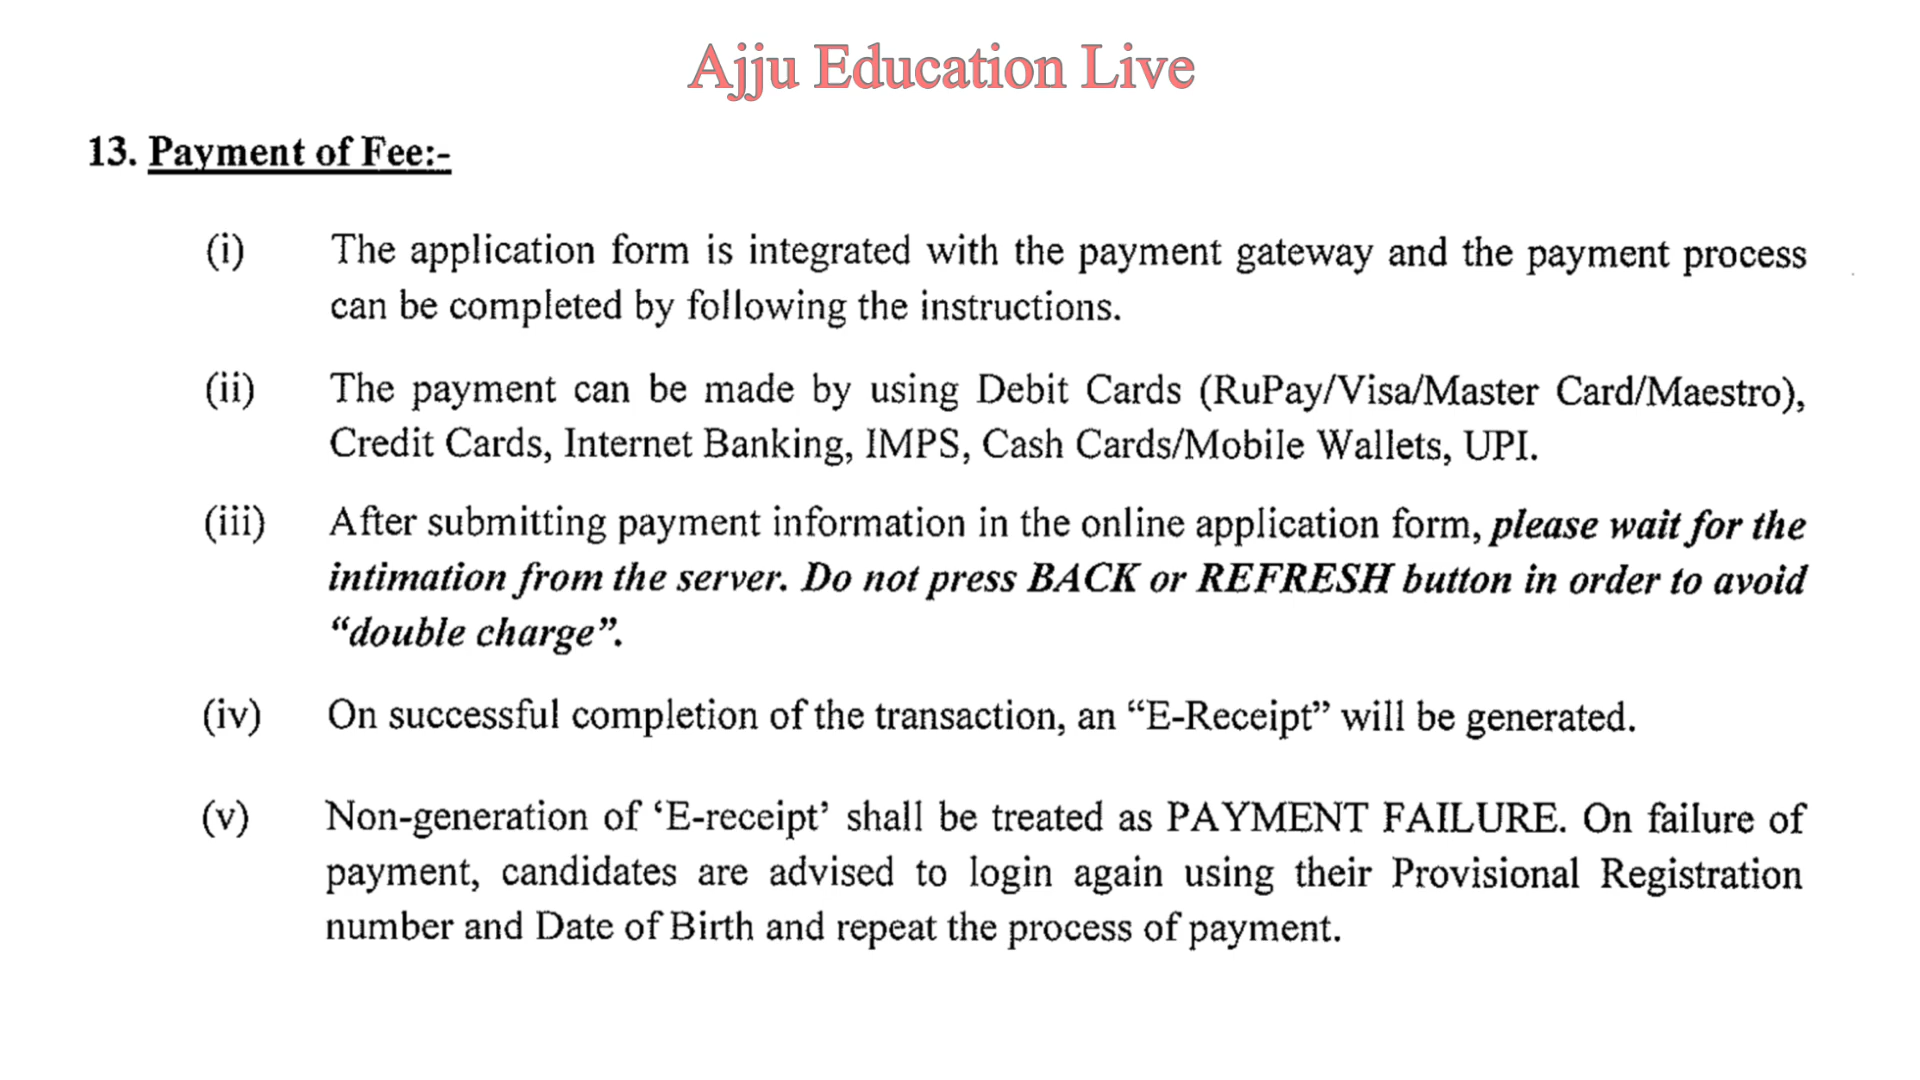 Ajju Education Live
13. Payment of Fee:-
(i) The application form is integrated with the payment gateway and the payment process
can be completed by following the instructions.
(ii) The payment can be made by using Debit Cards (RuPay/Visa/Master Card/Maestro),
Credit Cards, Internet Banking, IMPS, Cash Cards/Mobile Wallets, UPI.
(iii) After submitting payment information in the online application form, please wait for the
intimation from the server. Do not press BACK or REFRESH button in order to avoid
“double charge”.
(iv) On successful completion of the transaction, an “E-Receipt” will be generated.
(v) Non-generation of ‘E-receipt’ shall be treated as PAYMENT FAILURE. On failure of
payment, candidates are advised to login again using their Provisional Registration
number and Date of Birth and repeat the process of payment.